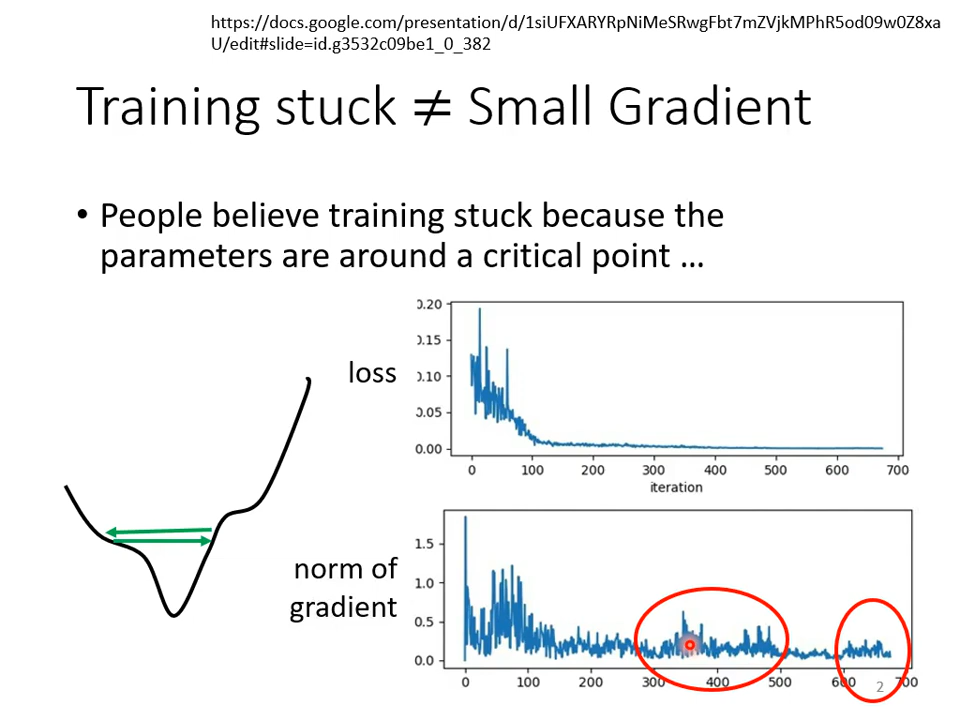 https://docs.google.com/presentation/d/1siUFXARYRpNiMeSRwgFbt7mZVjkMPhR5od09w0Z8xa
U/edit#slide=id.g3532c09be1_0_382
Training stuck ≠ Small Gradient
• People believe training stuck because the
parameters are around a critical point …
loss
0.20
0.15
0.10
0.05
0.00
0 100 200 300 400 500 600 700
iteration
norm of
gradient
1.5
1.0
0.5
0.0
0 100 200 300 400 500 600 700
2